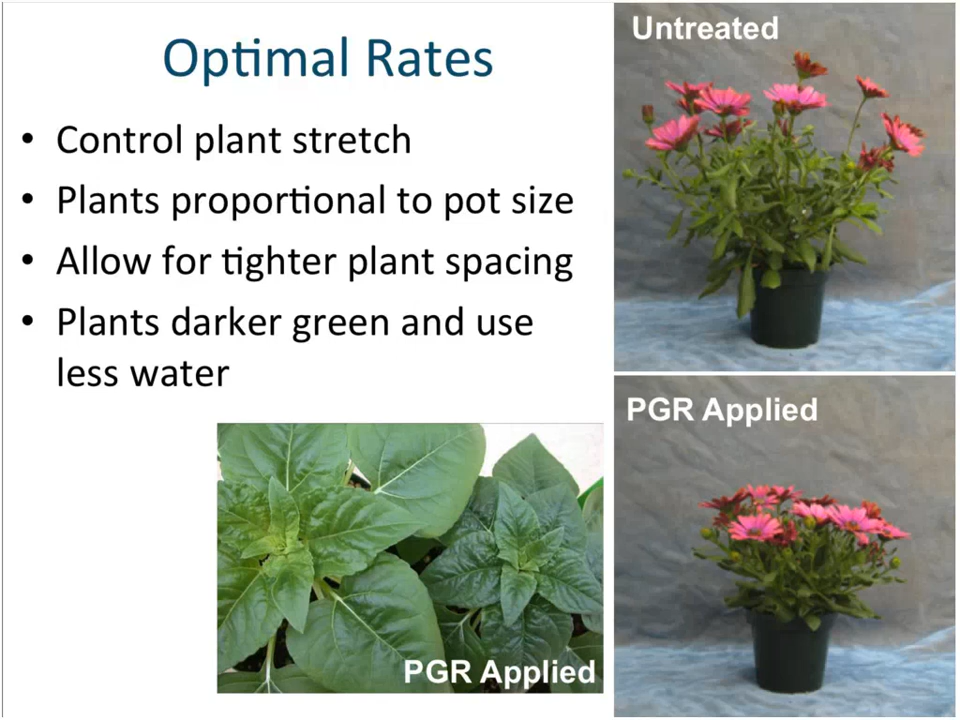 Optimal Rates
• Control plant stretch
• Plants proportional to pot size
• Allow for tighter plant spacing
• Plants darker green and use
less water
Untreated
PGR Applied
PGR Applied